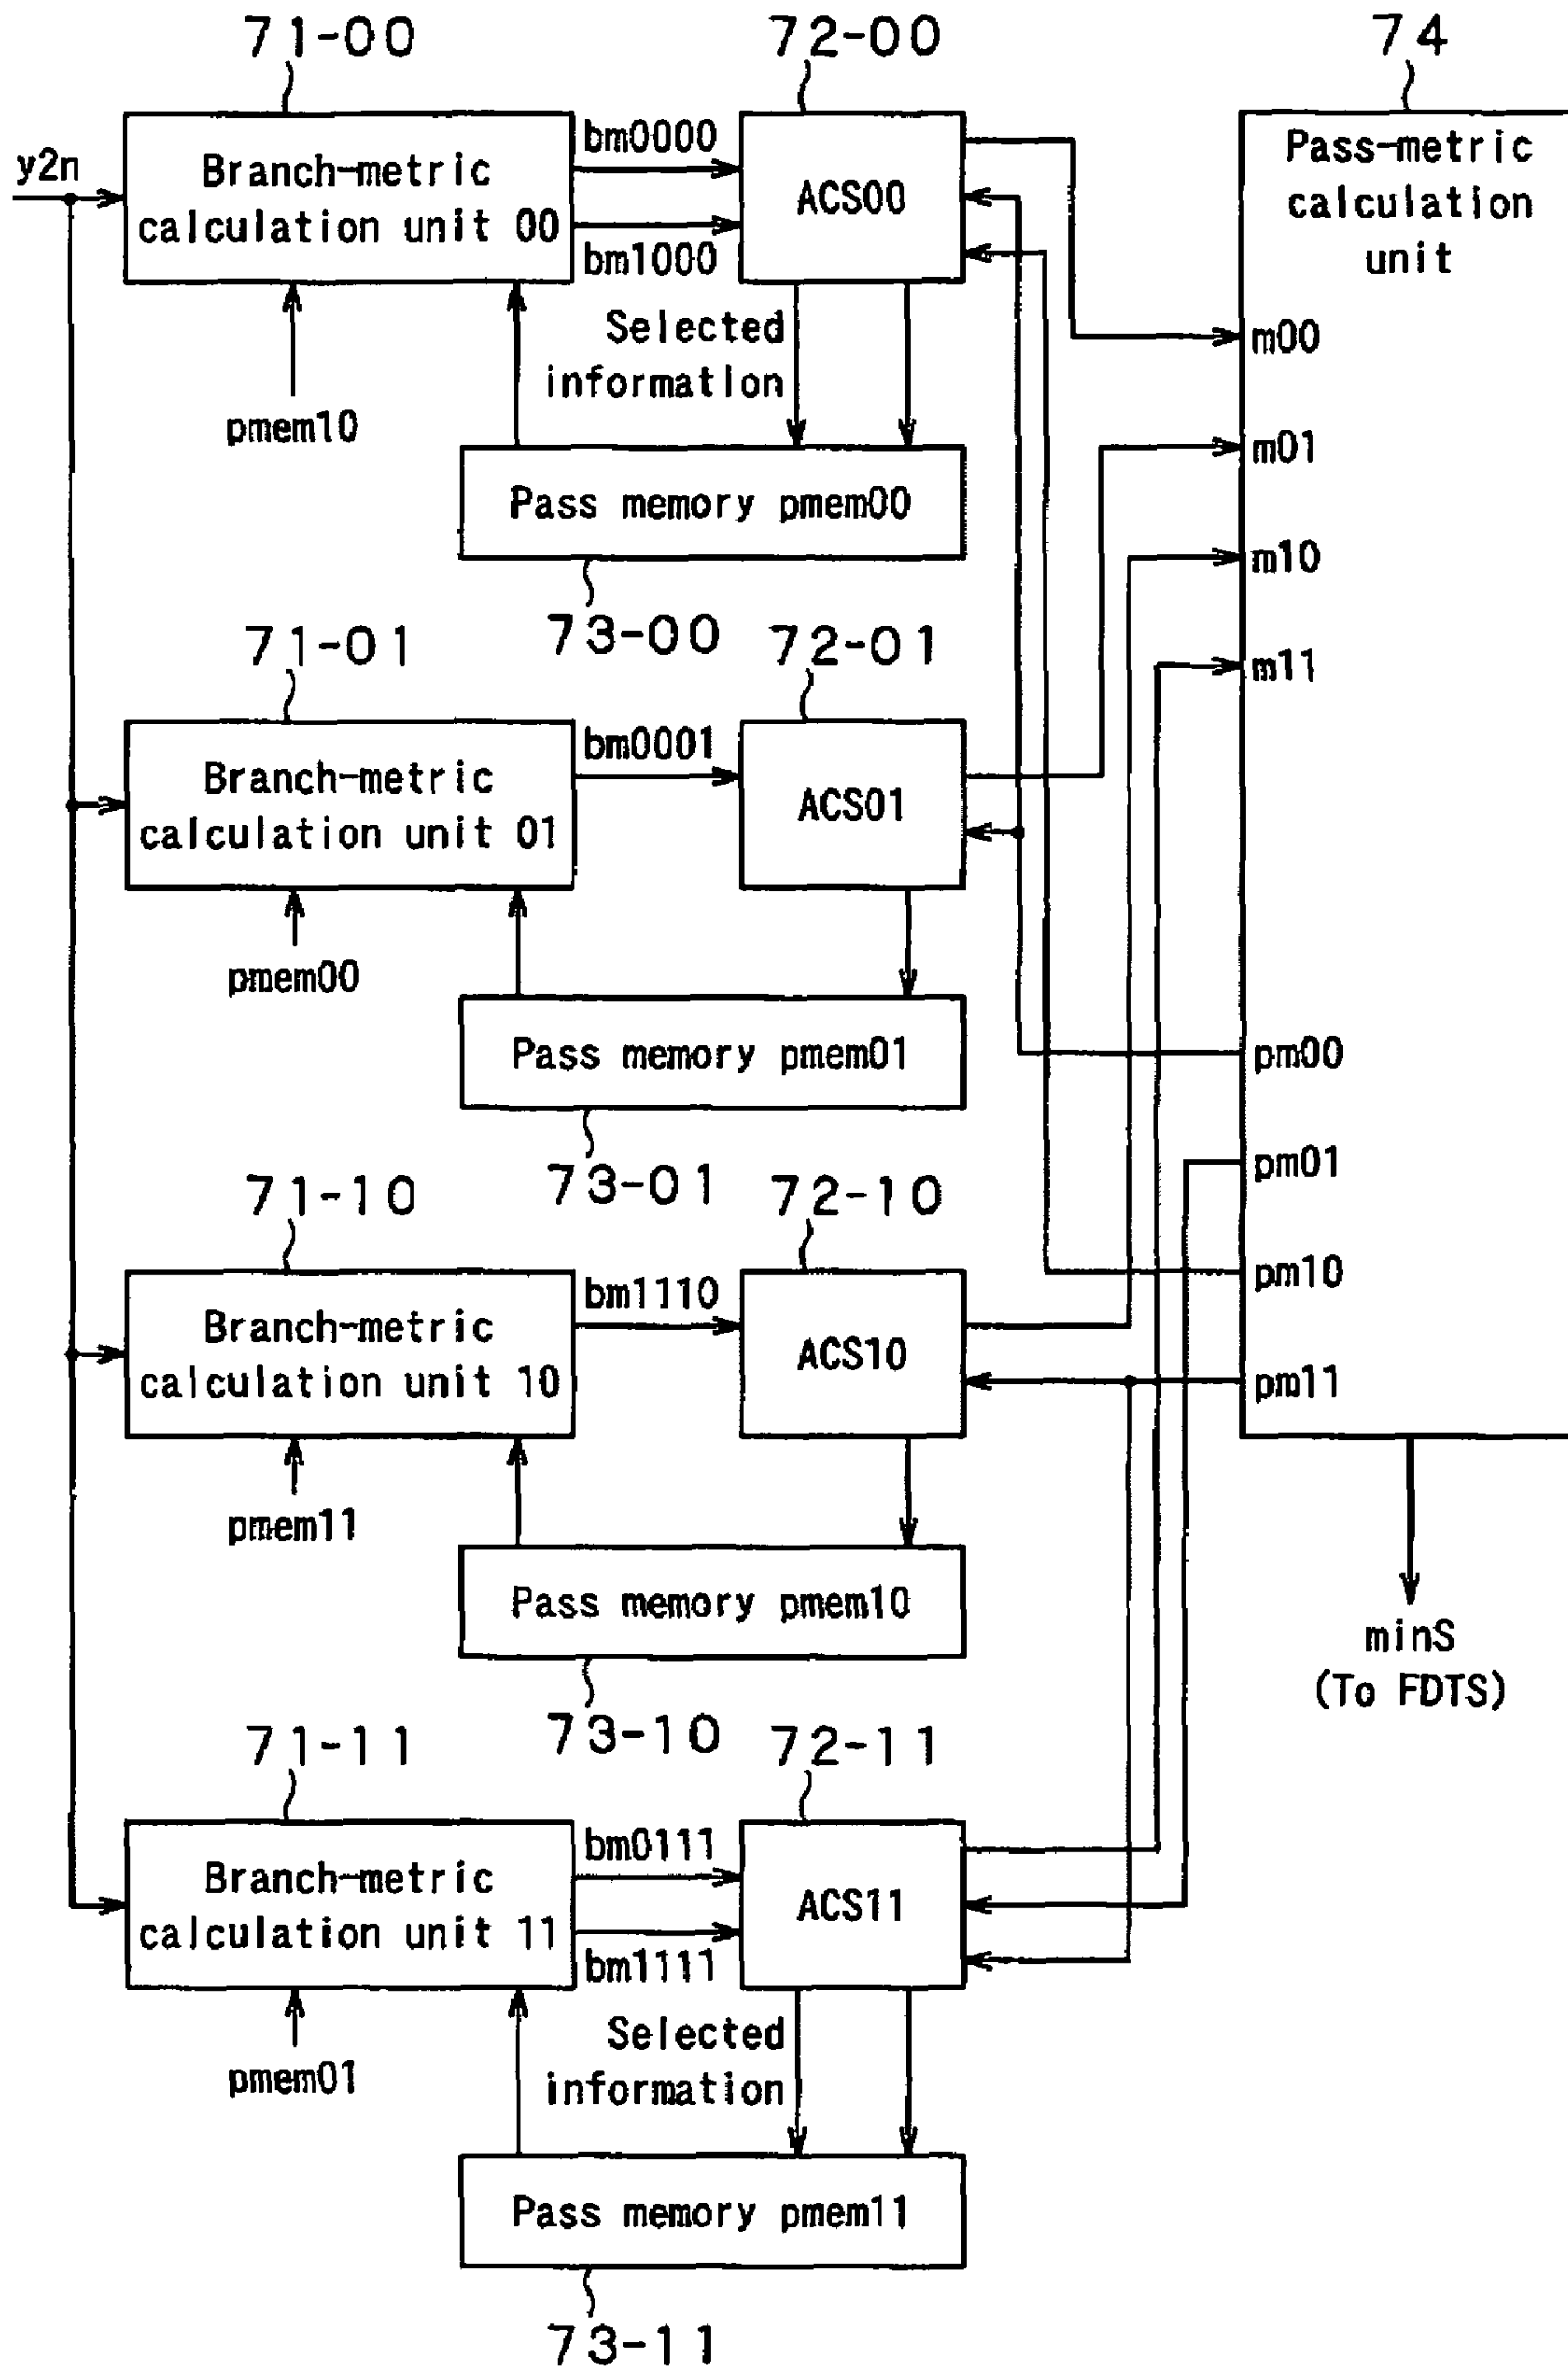 71-00
72-00
74
y2n
Branch-metric
calculation unit 00
bm0000
bm1000
ACS00
Pass-metric
calculation
unit
Selected
information
pmem10
Pass memory pmem00
73-00
m00
m01
m10
m11
71-01
72-01
Branch-metric
calculation unit 01
bm0001
ACS01
pmem00
Pass memory pmem01
73-01
pm00
pm01
pm10
pm11
71-10
72-10
Branch-metric
calculation unit 10
bm1110
ACS10
pmem11
Pass memory pmem10
73-10
minS
(To FDTS)
71-11
72-11
Branch-metric
calculation unit 11
bm0111
bm1111
ACS11
Selected
information
pmem01
Pass memory pmem11
73-11